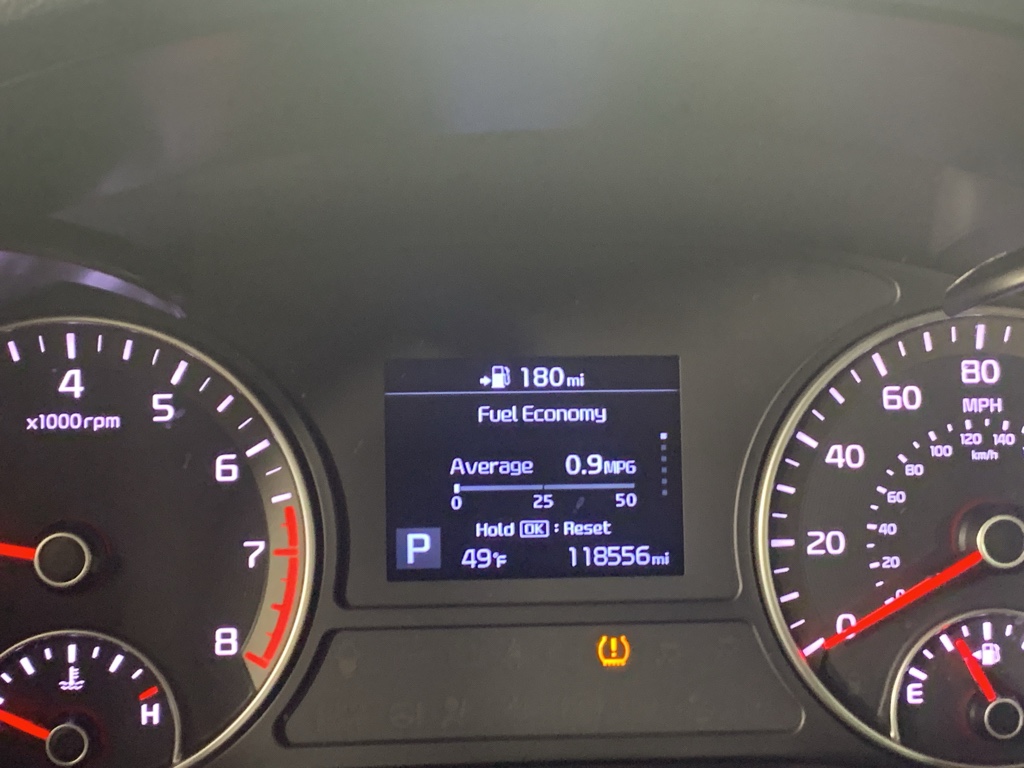 4
x1000rpm
5
6
7
8
H
180mi
Fuel Economy
Average 0.9MPG
0 25 50
Hold OK : Reset
P
49°F 118556mi
80
60
MPH
40
20
0
140
120
100
km/h
80
60
40
20
0
E